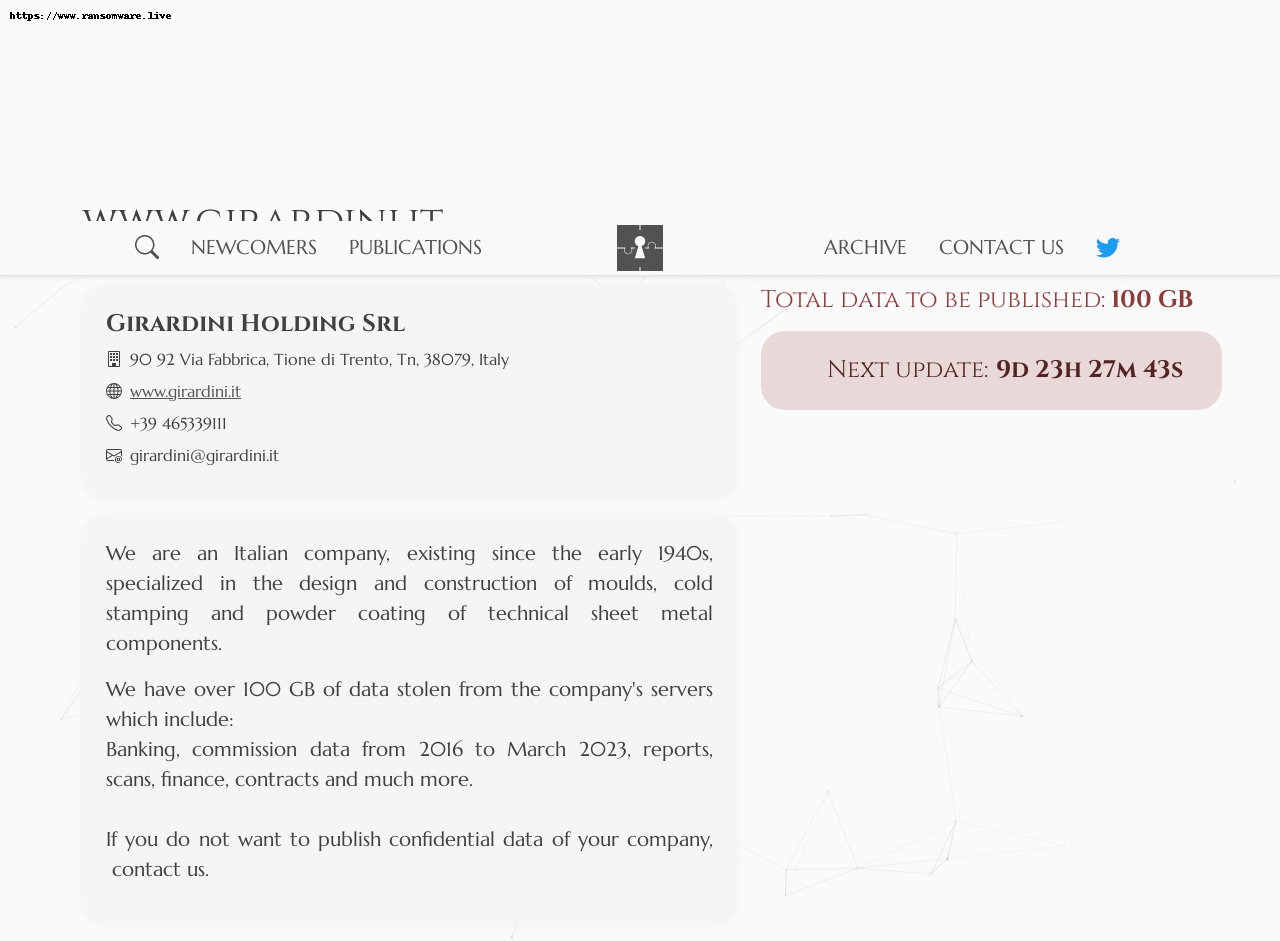 https://www.ransomware.live
WWW.GIRARDINI.IT
NEWCOMERS PUBLICATIONS ARCHIVE CONTACT US
Girardini Holding Srl
90 92 Via Fabbrica, Tione di Trento, Tn, 38079, Italy
www.girardini.it
+39 465339111
girardini@girardini.it
Total data to be published: 100 GB
Next update: 9d 23h 27m 43s
We are an Italian company, existing since the early 1940s,
specialized in the design and construction of moulds, cold
stamping and powder coating of technical sheet metal
components.
We have over 100 GB of data stolen from the company's servers
which include:
Banking, commission data from 2016 to March 2023, reports,
scans, finance, contracts and much more.
If you do not want to publish confidential data of your company,
contact us.